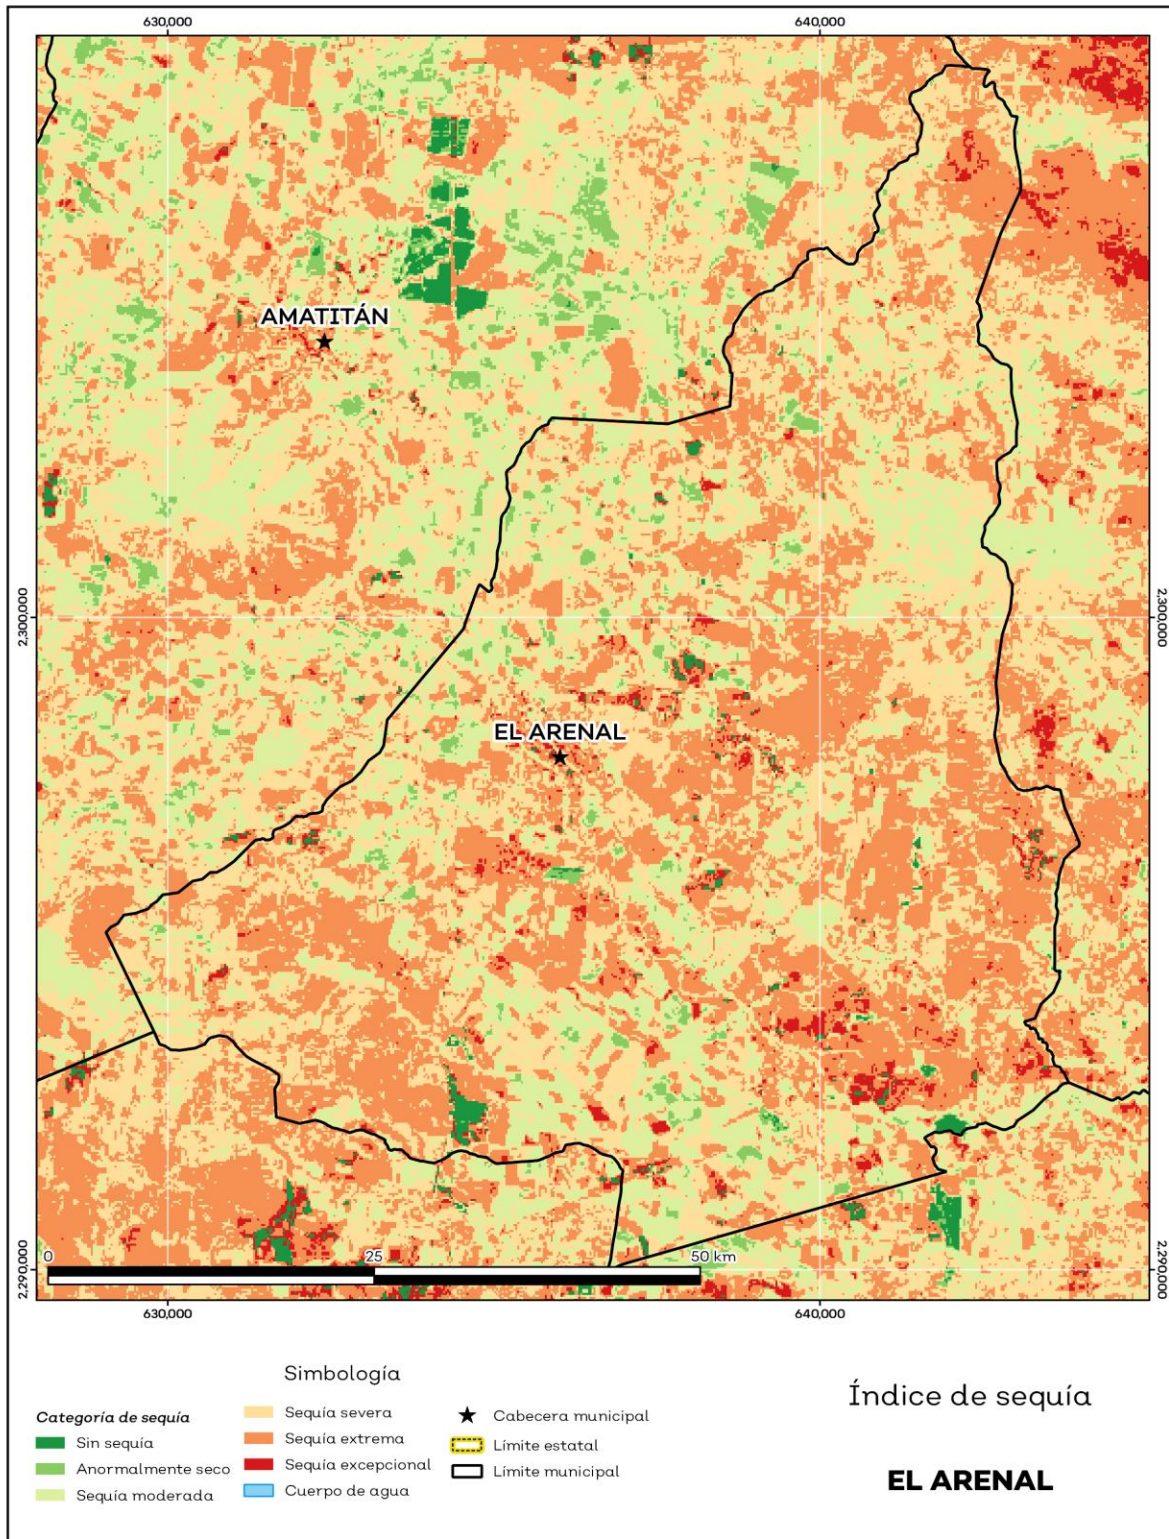 630,000 640,000
AMATITÁN
2,300,000 2,300,000
EL ARENAL
0 25 50 km
2,290,000 2,290,000
630,000 640,000
Simbología
Categoría de sequía
Sin sequía
Anormalmente seco
Sequía moderada
Sequía severa
Sequía extrema
Sequía excepcional
Cuerpo de agua
Cabecera municipal
Límite estatal
Límite municipal
Índice de sequía
EL ARENAL